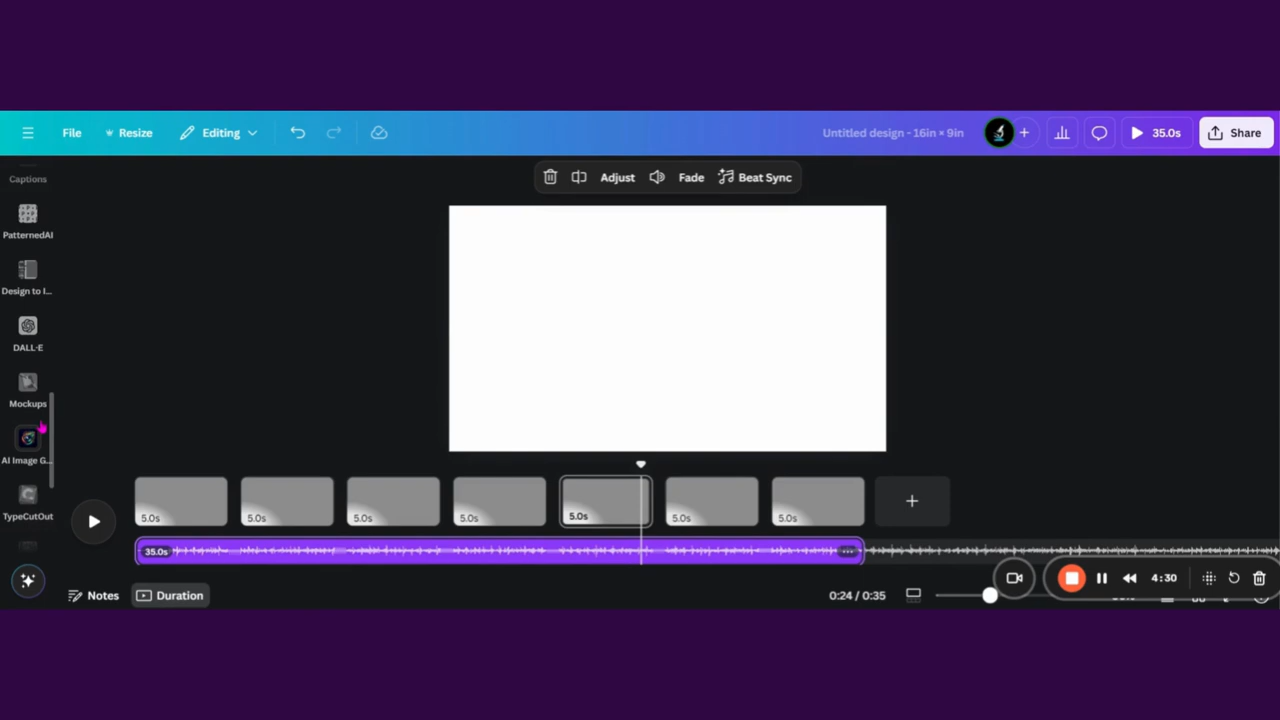 File
Resize
Editing
Untitled design - 16in × 9in
+
35.0s
Share
Captions
Adjust
Fade
Beat Sync
PatternedAI
Design to I...
DALL·E
Mockups
AI Image G...
TypeCutOut
5.0s
5.0s
5.0s
5.0s
5.0s
5.0s
5.0s
+
35.0s
4:30
Notes
Duration
0:24 / 0:35